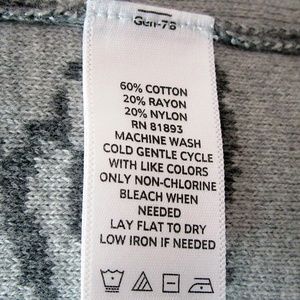 Gen-7S
60% COTTON
20% RAYON
20% NYLON
RN 81893
MACHINE WASH
COLD GENTLE CYCLE
WITH LIKE COLORS
ONLY NON-CHLORINE
BLEACH WHEN
NEEDED
LAY FLAT TO DRY
LOW IRON IF NEEDED